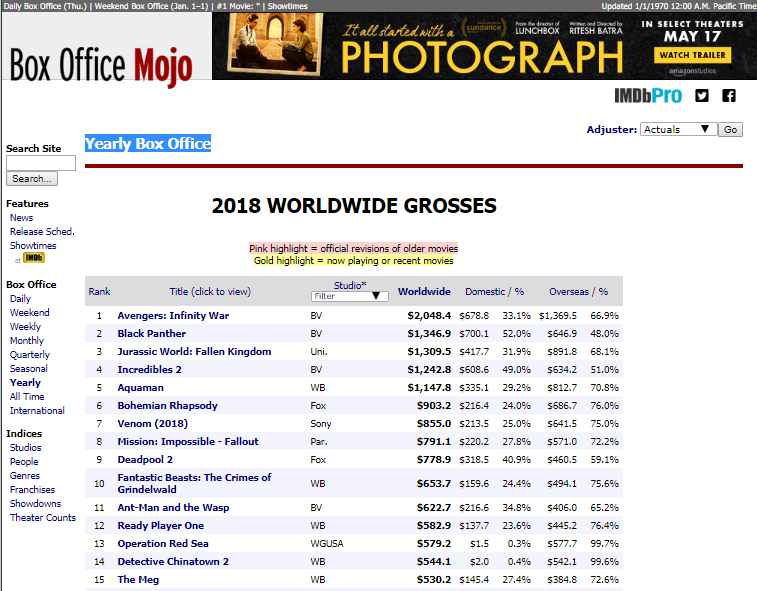 Daily Box Office (Thu.) | Weekend Box Office (Jan. 1–1) | #1 Movie: '' | Showtimes
Updated 1/1/1970 12:00 A.M. Pacific Time
Box Office Mojo
It all started with a
PHOTOGRAPH
sundance
From the director of
LUNCHBOX
Written and Directed by
RITESH BATRA
IN SELECT THEATERS
MAY 17
WATCH TRAILER
amazonstudios
IMDbPro
Adjuster: Actuals Go
Search Site
Search...
Features
News
Release Sched.
Showtimes
at IMDb
Box Office
Daily
Weekend
Weekly
Monthly
Quarterly
Seasonal
Yearly
All Time
International
Indices
Studios
People
Genres
Franchises
Showdowns
Theater Counts
Yearly Box Office
2018 WORLDWIDE GROSSES
Pink highlight = official revisions of older movies
Gold highlight = now playing or recent movies
Rank Title (click to view) Studio* Worldwide Domestic / % Overseas / %
Filter
1 Avengers: Infinity War BV $2,048.4 $678.8 33.1% $1,369.5 66.9%
2 Black Panther BV $1,346.9 $700.1 52.0% $646.9 48.0%
3 Jurassic World: Fallen Kingdom Uni. $1,309.5 $417.7 31.9% $891.8 68.1%
4 Incredibles 2 BV $1,242.8 $608.6 49.0% $634.2 51.0%
5 Aquaman WB $1,147.8 $335.1 29.2% $812.7 70.8%
6 Bohemian Rhapsody Fox $903.2 $216.4 24.0% $686.7 76.0%
7 Venom (2018) Sony $855.0 $213.5 25.0% $641.5 75.0%
8 Mission: Impossible - Fallout Par. $791.1 $220.2 27.8% $571.0 72.2%
9 Deadpool 2 Fox $778.9 $318.5 40.9% $460.5 59.1%
10 Fantastic Beasts: The Crimes of
Grindelwald WB $653.7 $159.6 24.4% $494.1 75.6%
11 Ant-Man and the Wasp BV $622.7 $216.6 34.8% $406.0 65.2%
12 Ready Player One WB $582.9 $137.7 23.6% $445.2 76.4%
13 Operation Red Sea WGUSA $579.2 $1.5 0.3% $577.7 99.7%
14 Detective Chinatown 2 WB $544.1 $2.0 0.4% $542.1 99.6%
15 The Meg WB $530.2 $145.4 27.4% $384.8 72.6%